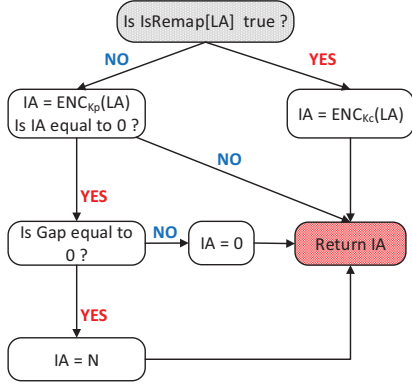 Is IsRemap[LA] true ?
NO
YES
IA = ENCKp(LA)
Is IA equal to 0 ?
IA = ENCKc(LA)
NO
YES
Is Gap equal to
0 ?
NO
IA = 0
Return IA
YES
IA = N